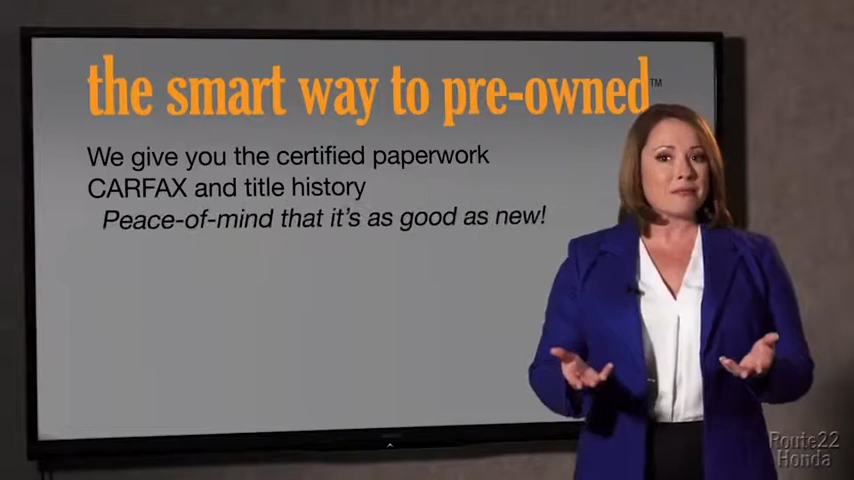 the smart way to pre-owned™
We give you the certified paperwork
CARFAX and title history
Peace-of-mind that it's as good as new!
Route22
Honda